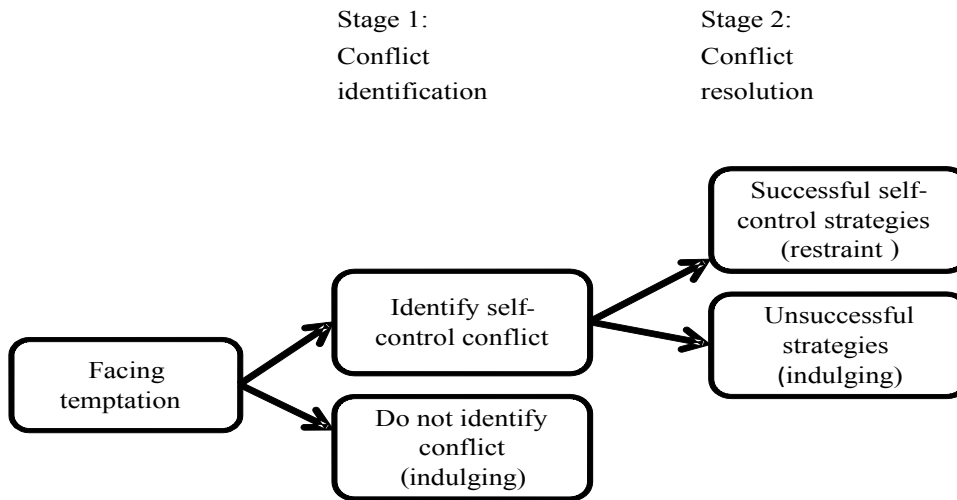 Stage 1:
Conflict
identification
Stage 2:
Conflict
resolution
Successful self-
control strategies
(restraint )
Identify self-
control conflict
Unsuccessful
strategies
(indulging)
Facing
temptation
Do not identify
conflict
(indulging)